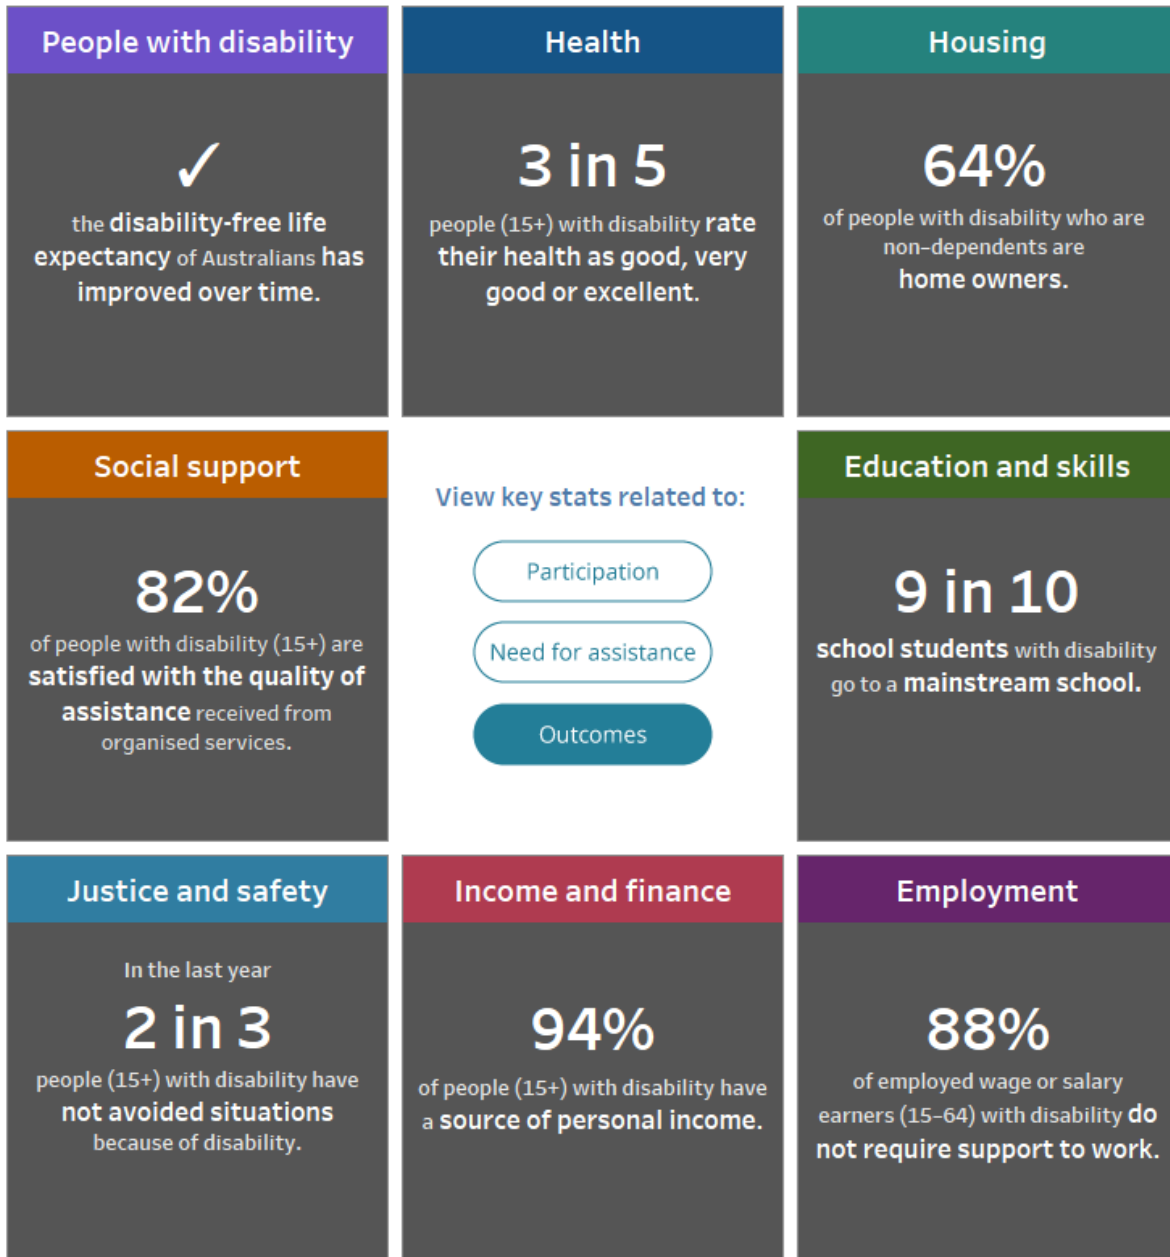 People with disability
✓
the disability-free life
expectancy of Australians has
improved over time.
Health
3 in 5
people (15+) with disability rate
their health as good, very
good or excellent.
Housing
64%
of people with disability who are
non-dependents are
home owners.
Social support
82%
of people with disability (15+) are
satisfied with the quality of
assistance received from
organised services.
View key stats related to:
Participation
Need for assistance
Outcomes
Education and skills
9 in 10
school students with disability
go to a mainstream school.
Justice and safety
In the last year
2 in 3
people (15+) with disability have
not avoided situations
because of disability.
Income and finance
94%
of people (15+) with disability have
a source of personal income.
Employment
88%
of employed wage or salary
earners (15–64) with disability do
not require support to work.